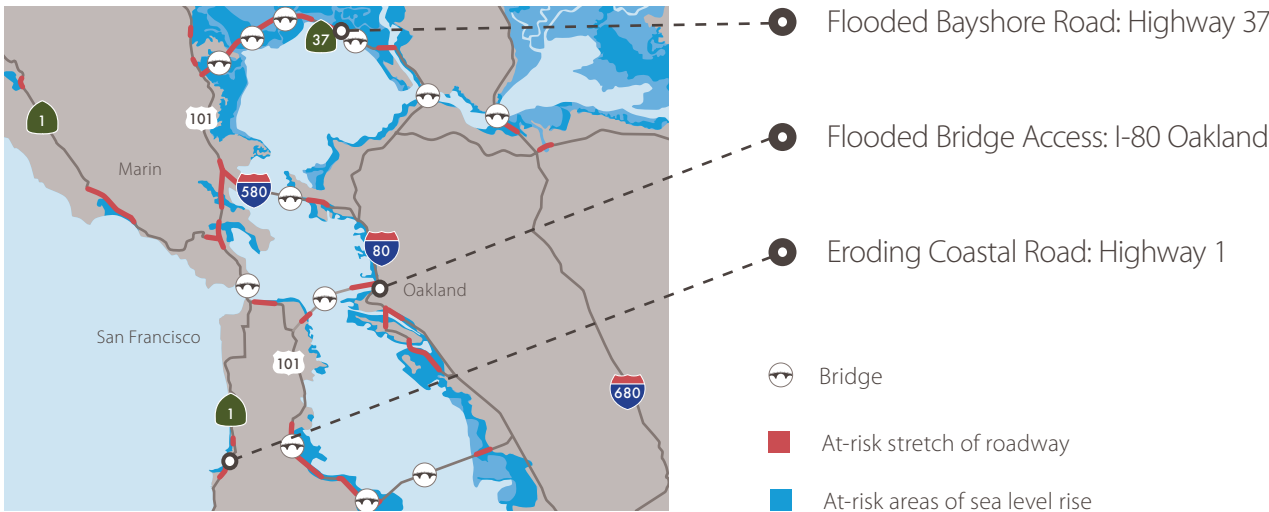 37
1
101
Marin
580
80
Oakland
San Francisco
101
1
680
Flooded Bayshore Road: Highway 37
Flooded Bridge Access: I-80 Oakland
Eroding Coastal Road: Highway 1
Bridge
At-risk stretch of roadway
At-risk areas of sea level rise